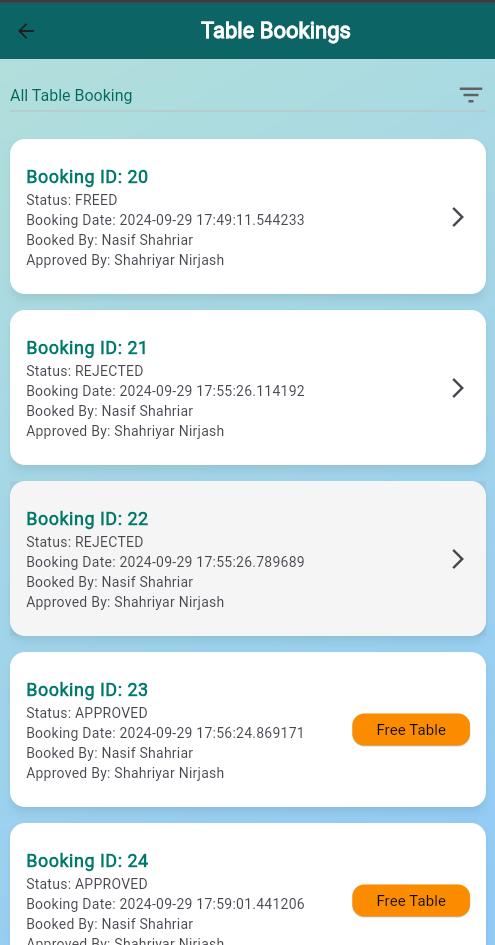 Table Bookings
All Table Booking
Booking ID: 20
Status: FREED
Booking Date: 2024-09-29 17:49:11.544233
Booked By: Nasif Shahriar
Approved By: Shahriyar Nirjash
Booking ID: 21
Status: REJECTED
Booking Date: 2024-09-29 17:55:26.114192
Booked By: Nasif Shahriar
Approved By: Shahriyar Nirjash
Booking ID: 22
Status: REJECTED
Booking Date: 2024-09-29 17:55:26.789689
Booked By: Nasif Shahriar
Approved By: Shahriyar Nirjash
Booking ID: 23
Status: APPROVED
Booking Date: 2024-09-29 17:56:24.869171
Booked By: Nasif Shahriar
Approved By: Shahriyar Nirjash
Free Table
Booking ID: 24
Status: APPROVED
Booking Date: 2024-09-29 17:59:01.441206
Booked By: Nasif Shahriar
Approved By: Shahriyar Nirjash
Free Table